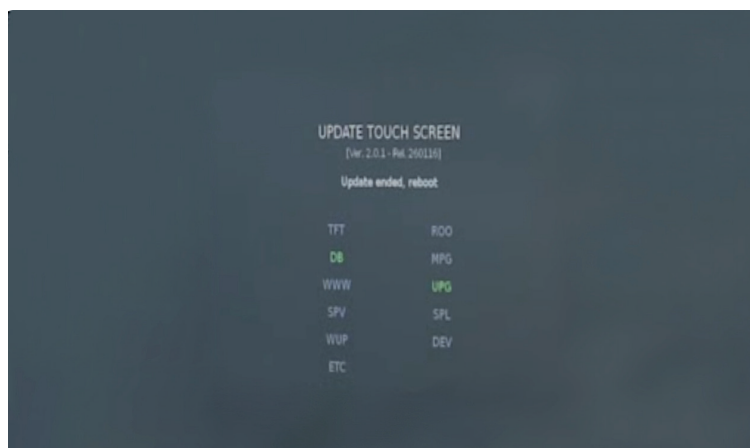 UPDATE TOUCH SCREEN
[Ver. 2.0.1 - Rel. 260116]
Update ended, reboot
TFT ROO
DB MPG
WWW UPG
SPV SPL
WUP DEV
ETC